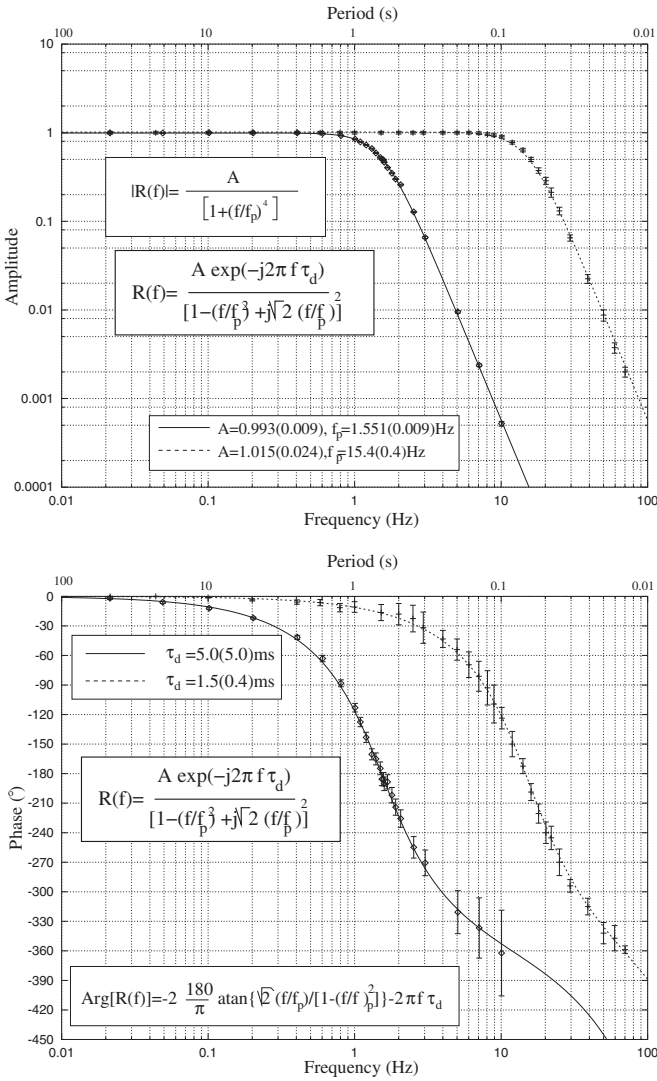 Period (s)
100 10 1 0.1 0.01
10
1
0.1
0.01
0.001
0.0001
Amplitude
|R(f)|= A
[1+(f/fp)4 ]
R(f)= A exp(-j2π f τd)
[1-(f/fp2) +j√2 (f/fp)]2
A=0.993(0.009), fp=1.551(0.009)Hz
A=1.015(0.024),fp=15.4(0.4)Hz
0.01 0.1 1 10 100
Frequency (Hz)
Period (s)
100 10 1 0.1 0.01
0
-30
-60
-90
-120
-150
-180
-210
-240
-270
-300
-330
-360
-390
-420
-450
Phase (°)
τd =5.0(5.0)ms
τd =1.5(0.4)ms
R(f)= A exp(-j2π f τd)
[1-(f/fp2) +j√2 (f/fp)]2
Arg[R(f)]=-2 180/π atan{√2 (f/fp)/[1-(f/fp)2]}-2π f τd
0.01 0.1 1 10 100
Frequency (Hz)